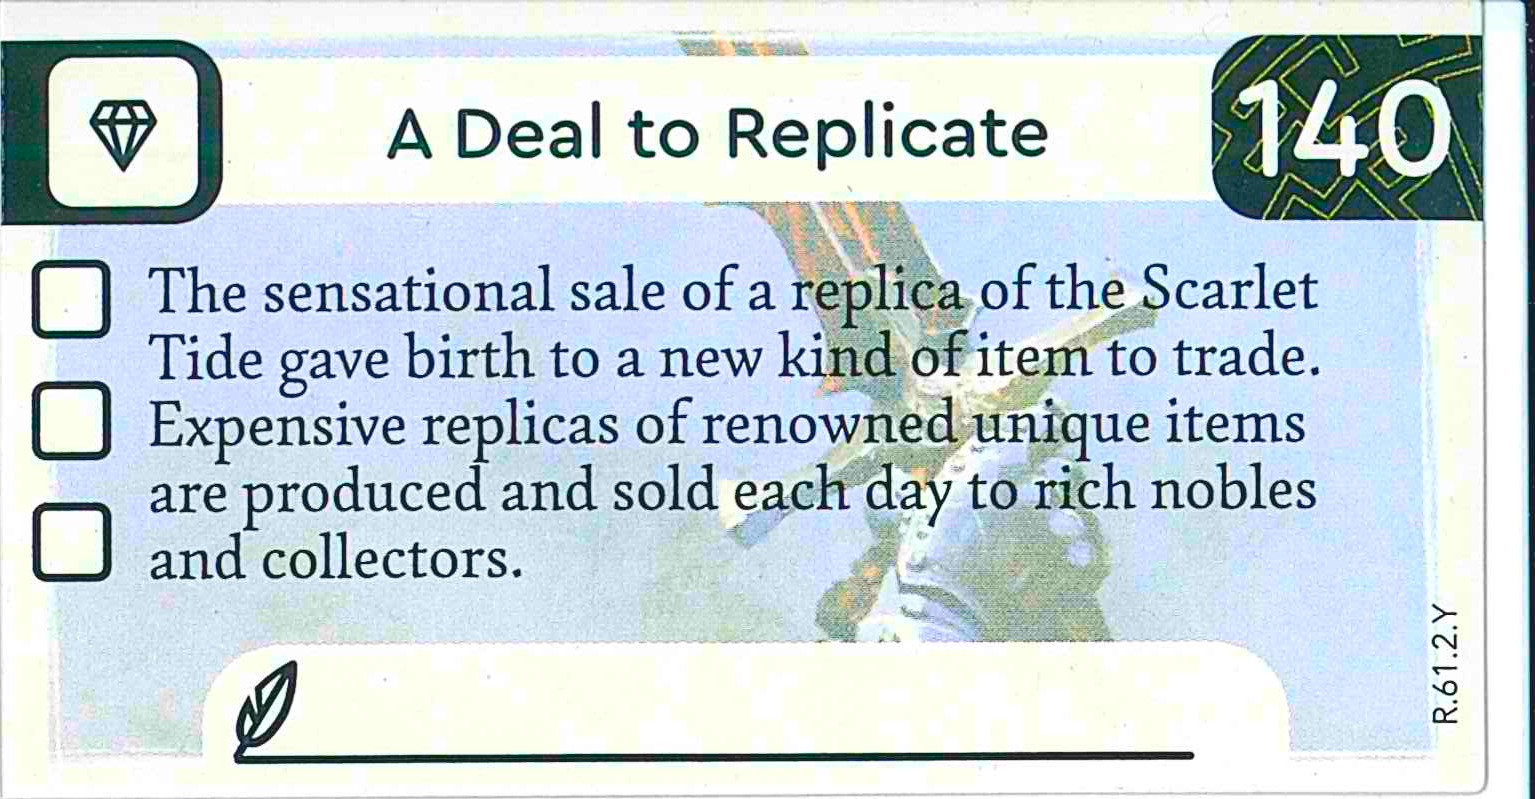 A Deal to Replicate
140
The sensational sale of a replica of the Scarlet
Tide gave birth to a new kind of item to trade.
Expensive replicas of renowned unique items
are produced and sold each day to rich nobles
and collectors.
R.61.2.Y